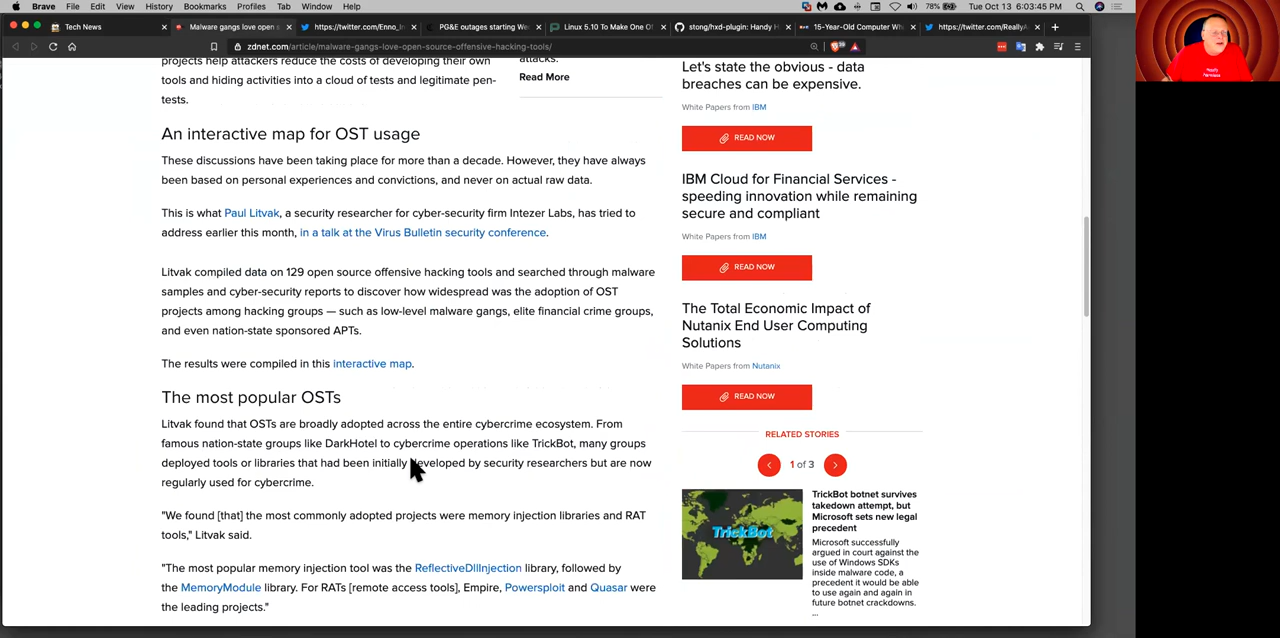 Brave File Edit View History Bookmarks Profiles Tab Window Help 78% Tue Oct 13 6:03:45 PM
Tech News Malware gangs love open s https://twitter.com/Enno_In PG&E outages starting We Linux 5.10 To Make One Of stong/hxd-plugin: Handy H 15-Year-Old Computer Whi https://twitter.com/ReallyA
zdnet.com/article/malware-gangs-love-open-source-offensive-hacking-tools/
projects help attackers reduce the costs of developing their own
tools and hiding activities into a cloud of tests and legitimate pen-
tests.
attacks.
Read More
An interactive map for OST usage
These discussions have been taking place for more than a decade. However, they have always
been based on personal experiences and convictions, and never on actual raw data.
This is what Paul Litvak, a security researcher for cyber-security firm Intezer Labs, has tried to
address earlier this month, in a talk at the Virus Bulletin security conference.
Litvak compiled data on 129 open source offensive hacking tools and searched through malware
samples and cyber-security reports to discover how widespread was the adoption of OST
projects among hacking groups — such as low-level malware gangs, elite financial crime groups,
and even nation-state sponsored APTs.
The results were compiled in this interactive map.
The most popular OSTs
Litvak found that OSTs are broadly adopted across the entire cybercrime ecosystem. From
famous nation-state groups like DarkHotel to cybercrime operations like TrickBot, many groups
deployed tools or libraries that had been initially developed by security researchers but are now
regularly used for cybercrime.
"We found [that] the most commonly adopted projects were memory injection libraries and RAT
tools," Litvak said.
"The most popular memory injection tool was the ReflectiveDllInjection library, followed by
the MemoryModule library. For RATs [remote access tools], Empire, Powersploit and Quasar were
the leading projects."
Let's state the obvious - data
breaches can be expensive.
White Papers from IBM
READ NOW
IBM Cloud for Financial Services -
speeding innovation while remaining
secure and compliant
White Papers from IBM
READ NOW
The Total Economic Impact of
Nutanix End User Computing
Solutions
White Papers from Nutanix
READ NOW
RELATED STORIES
1 of 3
TrickBot
TrickBot botnet survives
takedown attempt, but
Microsoft sets new legal
precedent
Microsoft successfully
argued in court against the
use of Windows SDKs
inside malware code, a
precedent it would be able
to use again and again in
future botnet crackdowns.
...